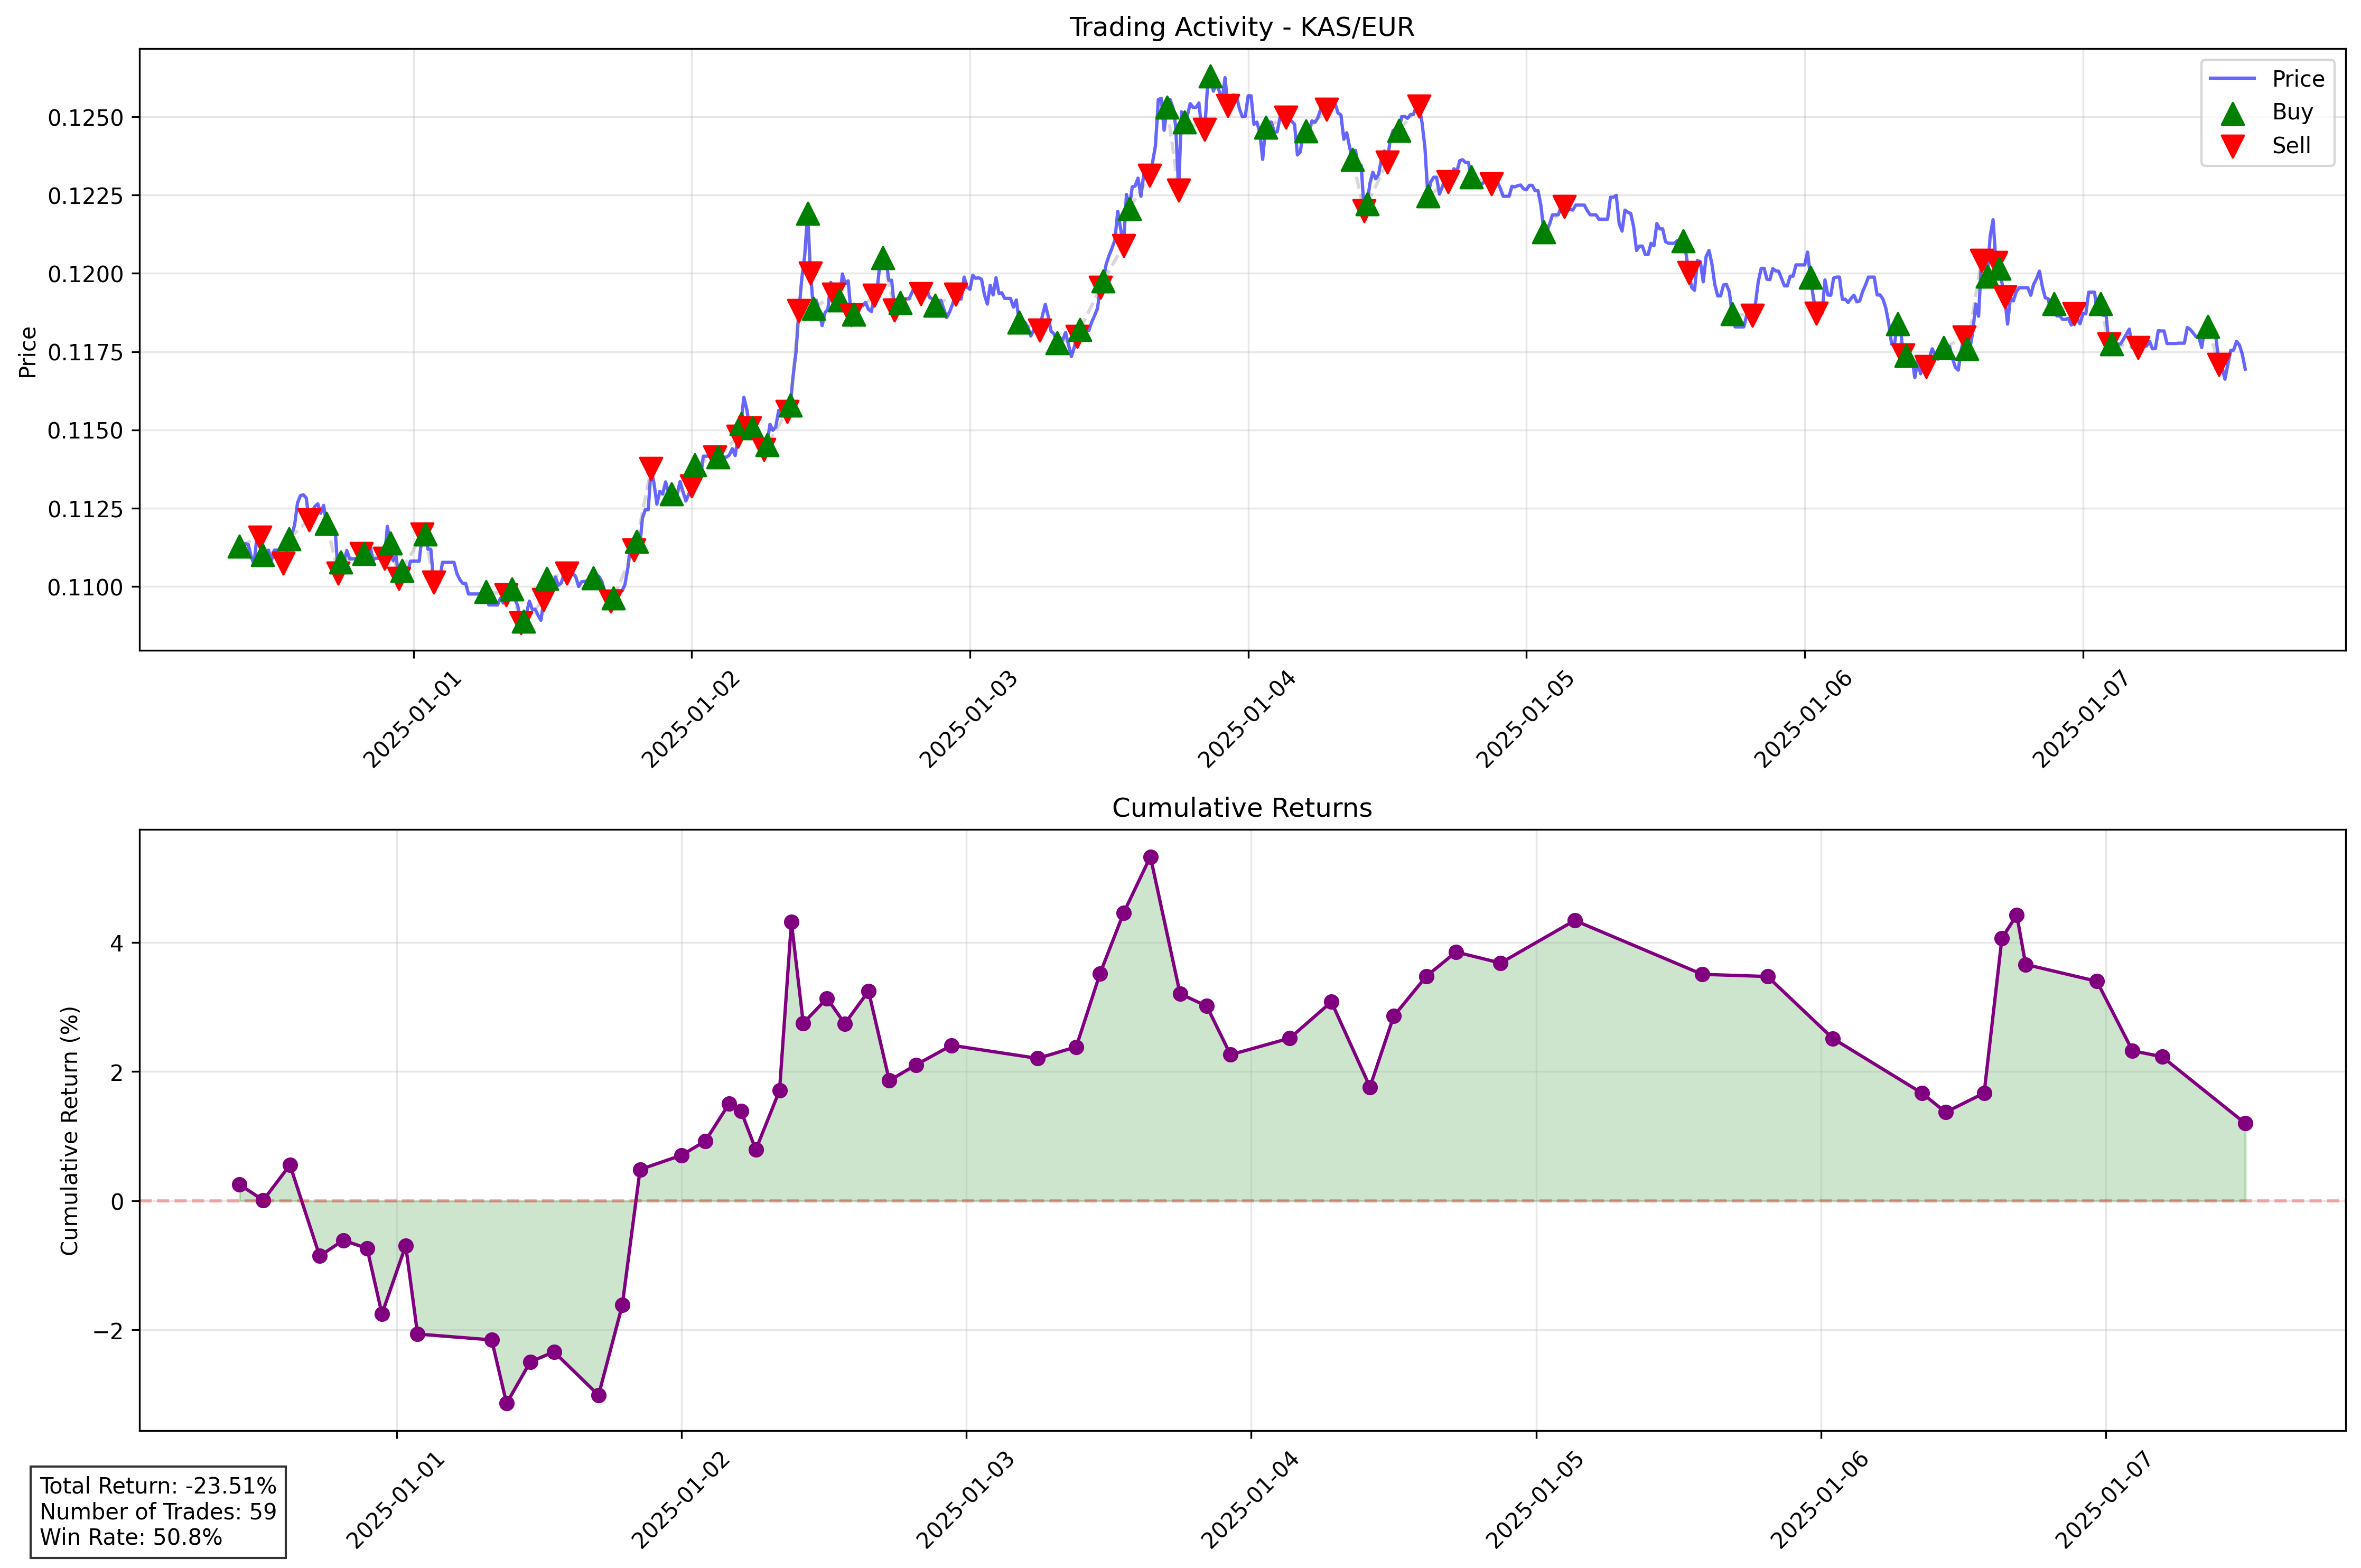 Trading Activity - KAS/EUR
Price
Buy
Sell
Price
0.1250
0.1225
0.1200
0.1175
0.1150
0.1125
0.1100
2025-01-01
2025-01-02
2025-01-03
2025-01-04
2025-01-05
2025-01-06
2025-01-07
Cumulative Returns
Cumulative Return (%)
4
2
0
−2
2025-01-01
2025-01-02
2025-01-03
2025-01-04
2025-01-05
2025-01-06
2025-01-07
Total Return: -23.51%
Number of Trades: 59
Win Rate: 50.8%